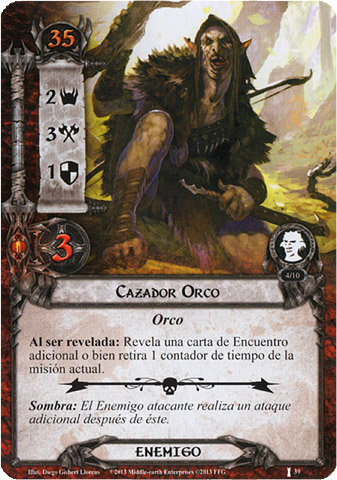 35
2
3
1
3
4/10
Cazador Orco
Orco
Al ser revelada: Revela una carta de Encuentro
adicional o bien retira 1 contador de tiempo de la
misión actual.
Sombra: El Enemigo atacante realiza un ataque
adicional después de éste.
ENEMIGO
Illus. Diego Gisbert Llorens ©2013 Middle-earth Enterprises ©2013 FFG 39